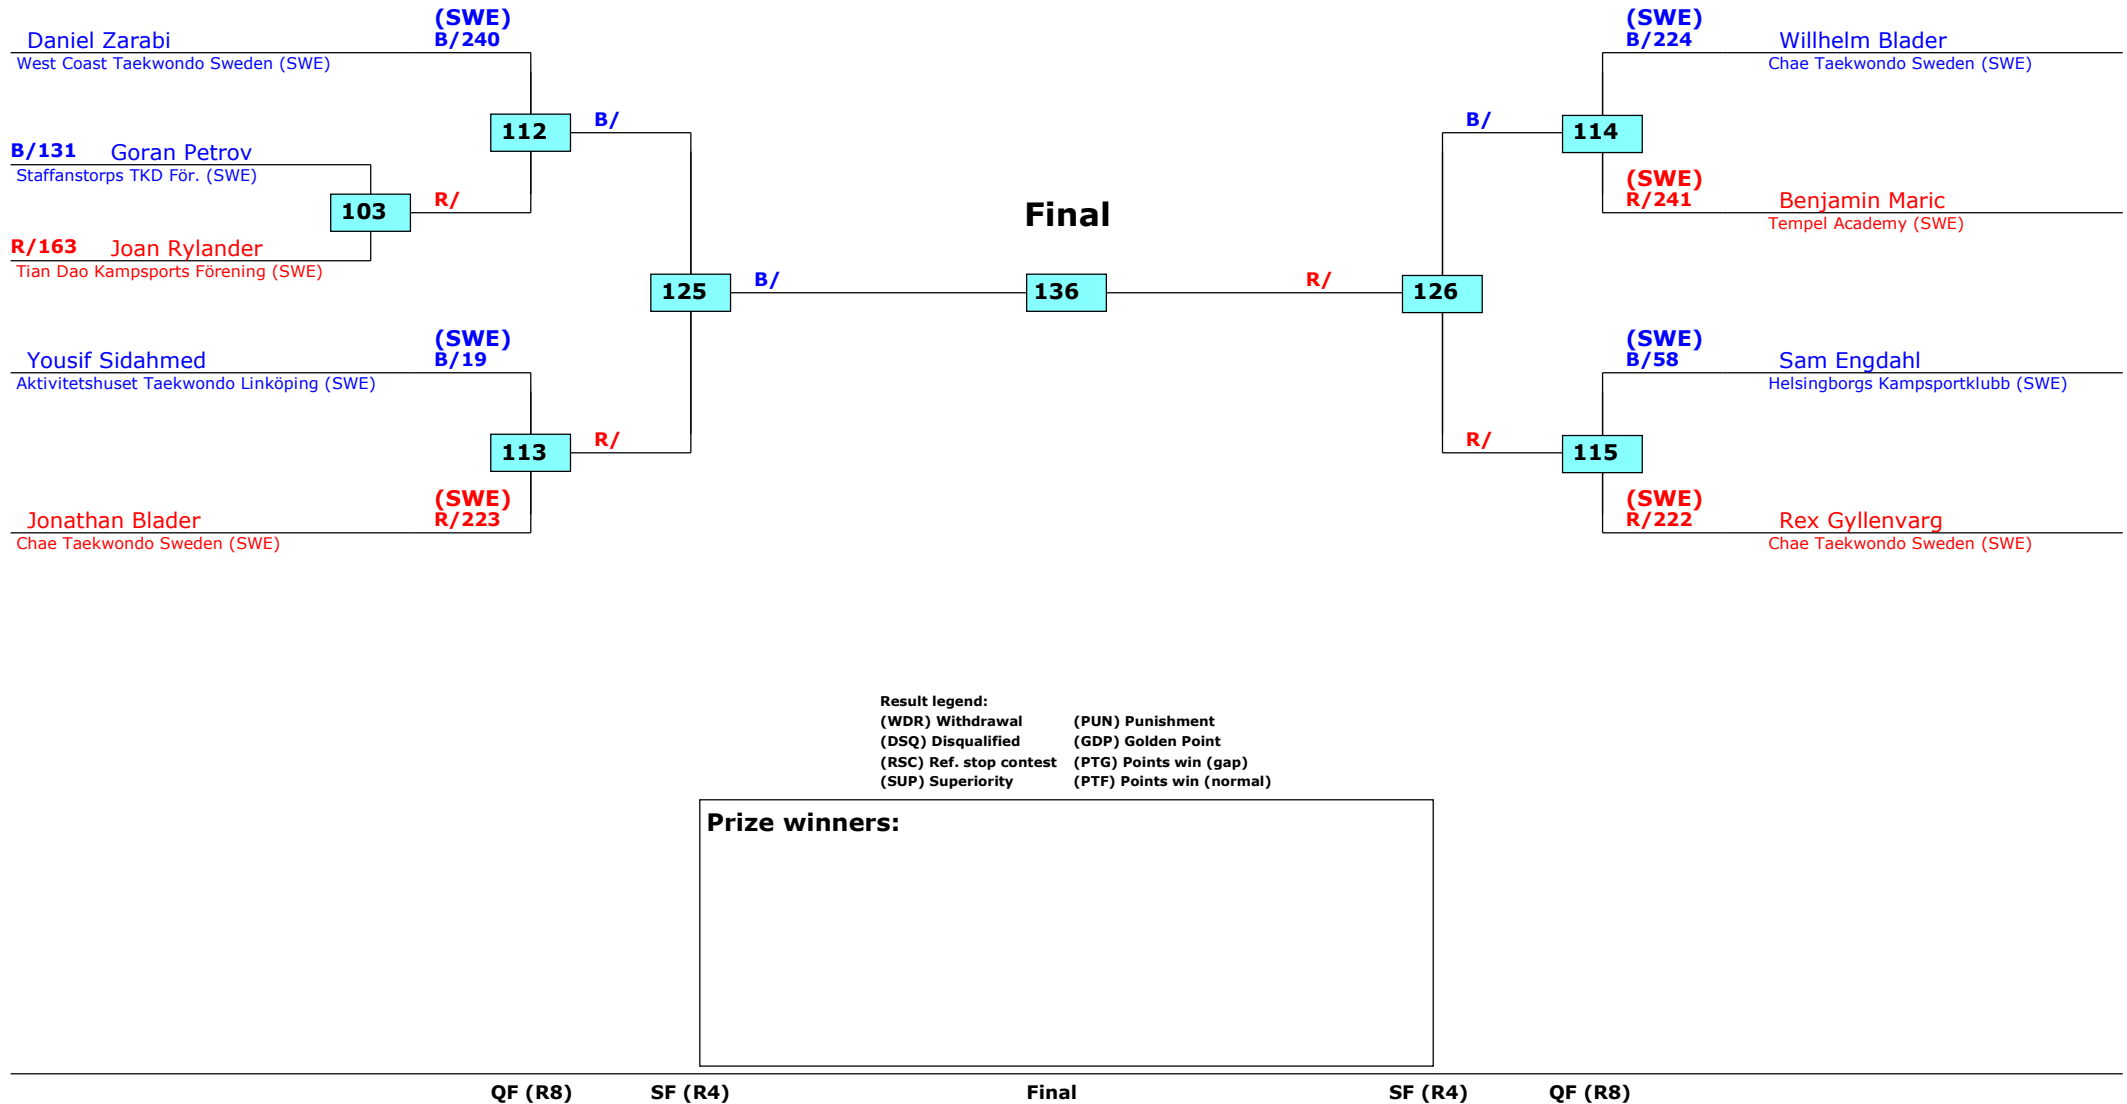 (SWE)
Daniel Zarabi B/240
West Coast Taekwondo Sweden (SWE)
112 B/
B/131 Goran Petrov
Staffanstorps TKD För. (SWE)
103 R/
R/163 Joan Rylander
Tian Dao Kampsports Förening (SWE)
125 B/
(SWE)
Yousif Sidahmed B/19
Aktivitetshuset Taekwondo Linköping (SWE)
113 R/
(SWE)
Jonathan Blader R/223
Chae Taekwondo Sweden (SWE)
Final
136
(SWE)
B/224 Willhelm Blader
Chae Taekwondo Sweden (SWE)
B/ 114
(SWE)
R/241 Benjamin Maric
Tempel Academy (SWE)
R/ 126
(SWE)
B/58 Sam Engdahl
Helsingborgs Kampsportklubb (SWE)
R/ 115
(SWE)
R/222 Rex Gyllenvarg
Chae Taekwondo Sweden (SWE)
Result legend:
(WDR) Withdrawal (PUN) Punishment
(DSQ) Disqualified (GDP) Golden Point
(RSC) Ref. stop contest (PTG) Points win (gap)
(SUP) Superiority (PTF) Points win (normal)
Prize winners:
QF (R8) SF (R4) Final SF (R4) QF (R8)